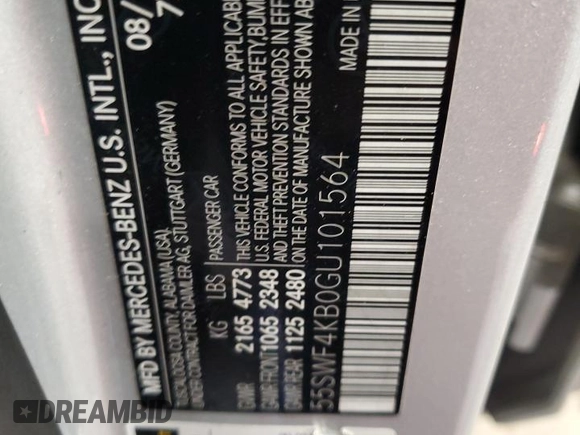 MFD BY MERCEDES-BENZ U.S. INTL., INC
08/
7
TUSCALOOSA COUNTY, ALABAMA (USA)
UNDER CONTRACT FOR DAIMLER AG, STUTTGART (GERMANY)
KG LBS PASSENGER CAR
GVWR 2165 4773 THIS VEHICLE CONFORMS TO ALL APPLICABL
GAWR-FRONT 1065 2348 U.S. FEDERAL MOTOR VEHICLE SAFETY, BUM
GAWR-REAR 1125 2480 AND THEFT PREVENTION STANDARDS IN EFF
ON THE DATE OF MANUFACTURE SHOWN AB
55SWF4KB0GU101564 MADE IN
DREAMBID